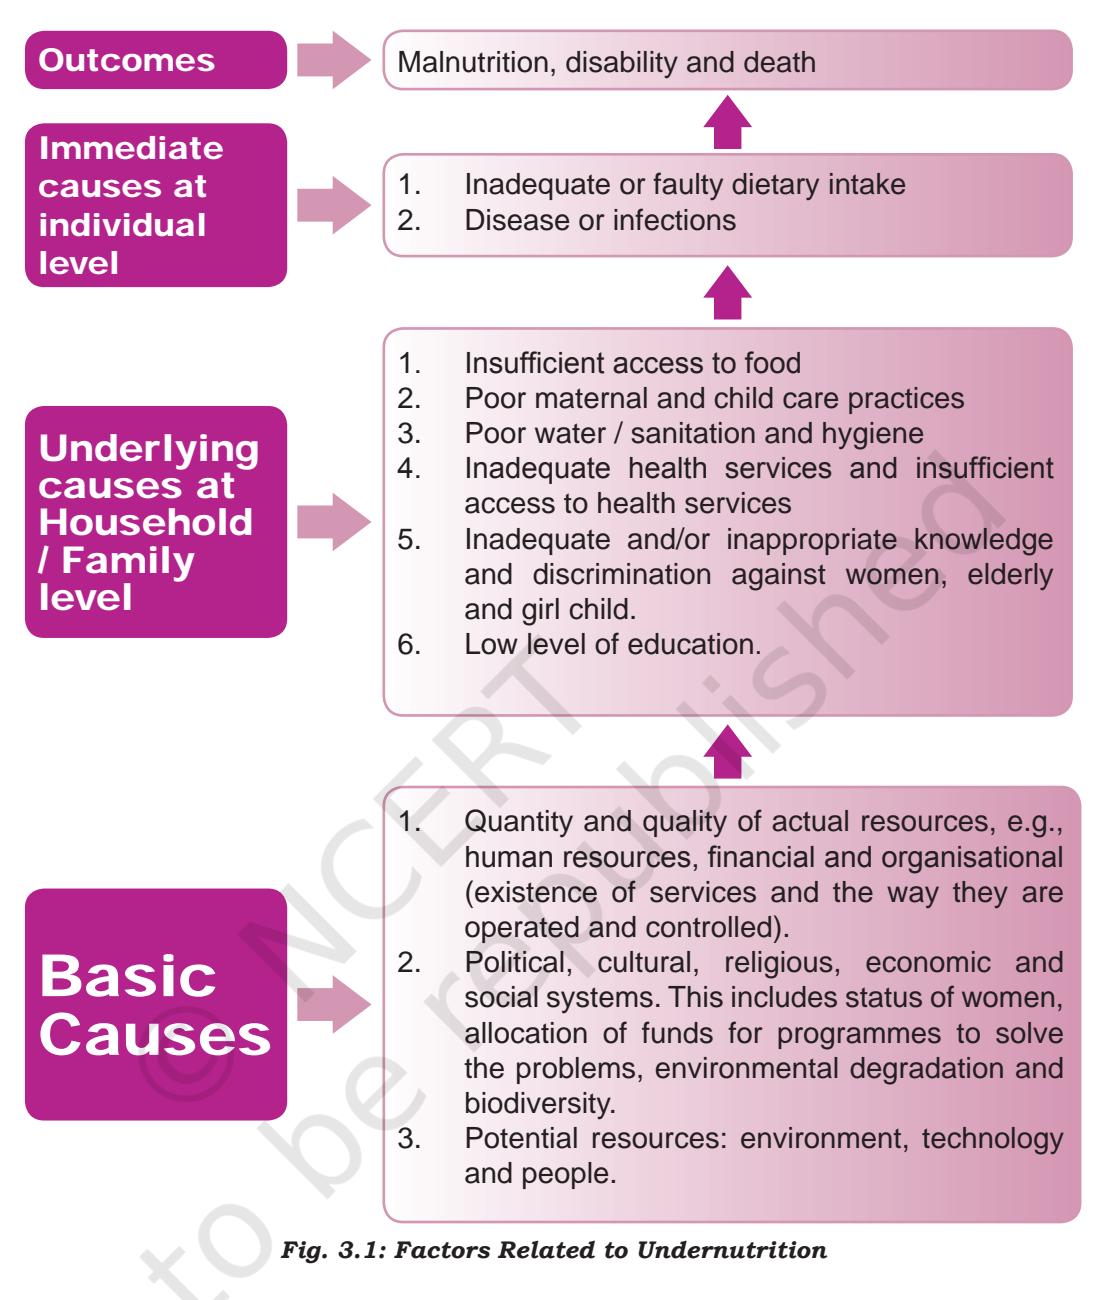 Outcomes
Malnutrition, disability and death
Immediate
causes at
individual
level
1. Inadequate or faulty dietary intake
2. Disease or infections
Underlying
causes at
Household
/ Family
level
1. Insufficient access to food
2. Poor maternal and child care practices
3. Poor water / sanitation and hygiene
4. Inadequate health services and insufficient
access to health services
5. Inadequate and/or inappropriate knowledge
and discrimination against women, elderly
and girl child.
6. Low level of education.
Basic
Causes
1. Quantity and quality of actual resources, e.g.,
human resources, financial and organisational
(existence of services and the way they are
operated and controlled).
2. Political, cultural, religious, economic and
social systems. This includes status of women,
allocation of funds for programmes to solve
the problems, environmental degradation and
biodiversity.
3. Potential resources: environment, technology
and people.
Fig. 3.1: Factors Related to Undernutrition
© NCERT
to be republished